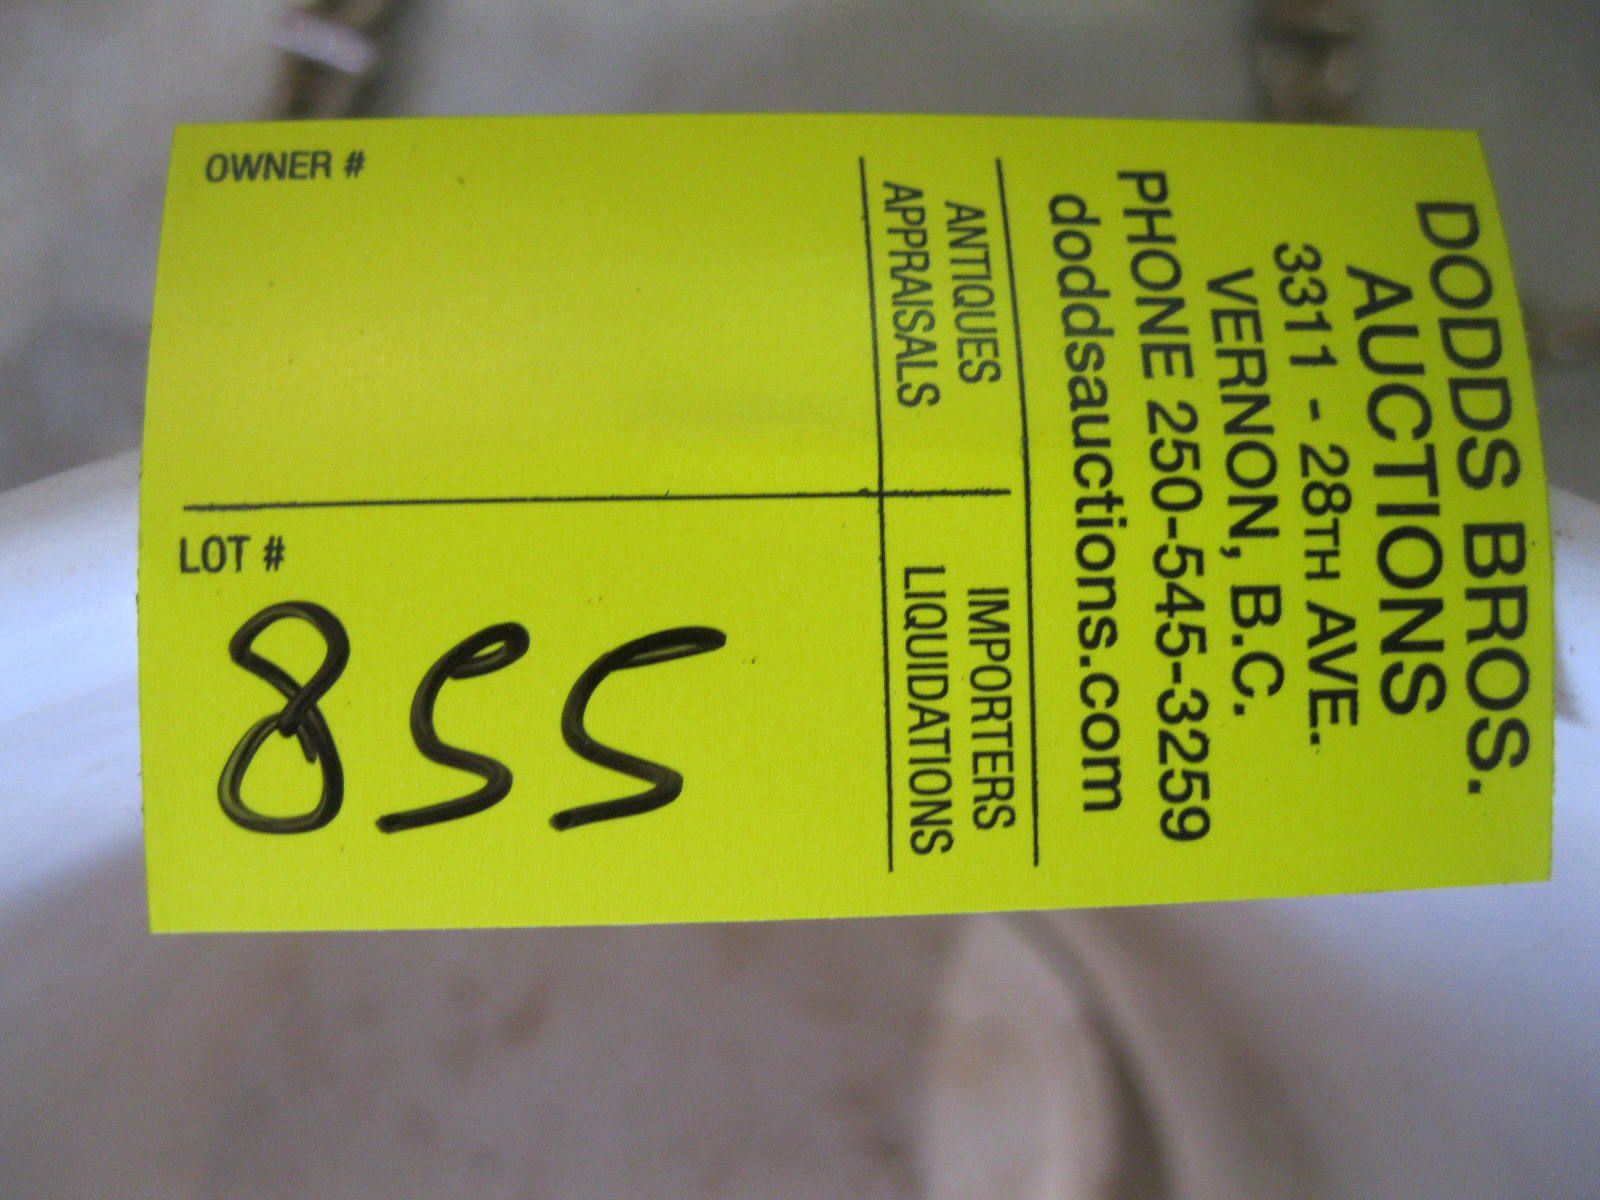 DODDS BROS.
AUCTIONS
3311 - 28TH AVE.
VERNON, B.C.
PHONE 250-545-3259
doddsauctions.com
ANTIQUES
APPRAISALS
IMPORTERS
LIQUIDATIONS
OWNER #
LOT #
855